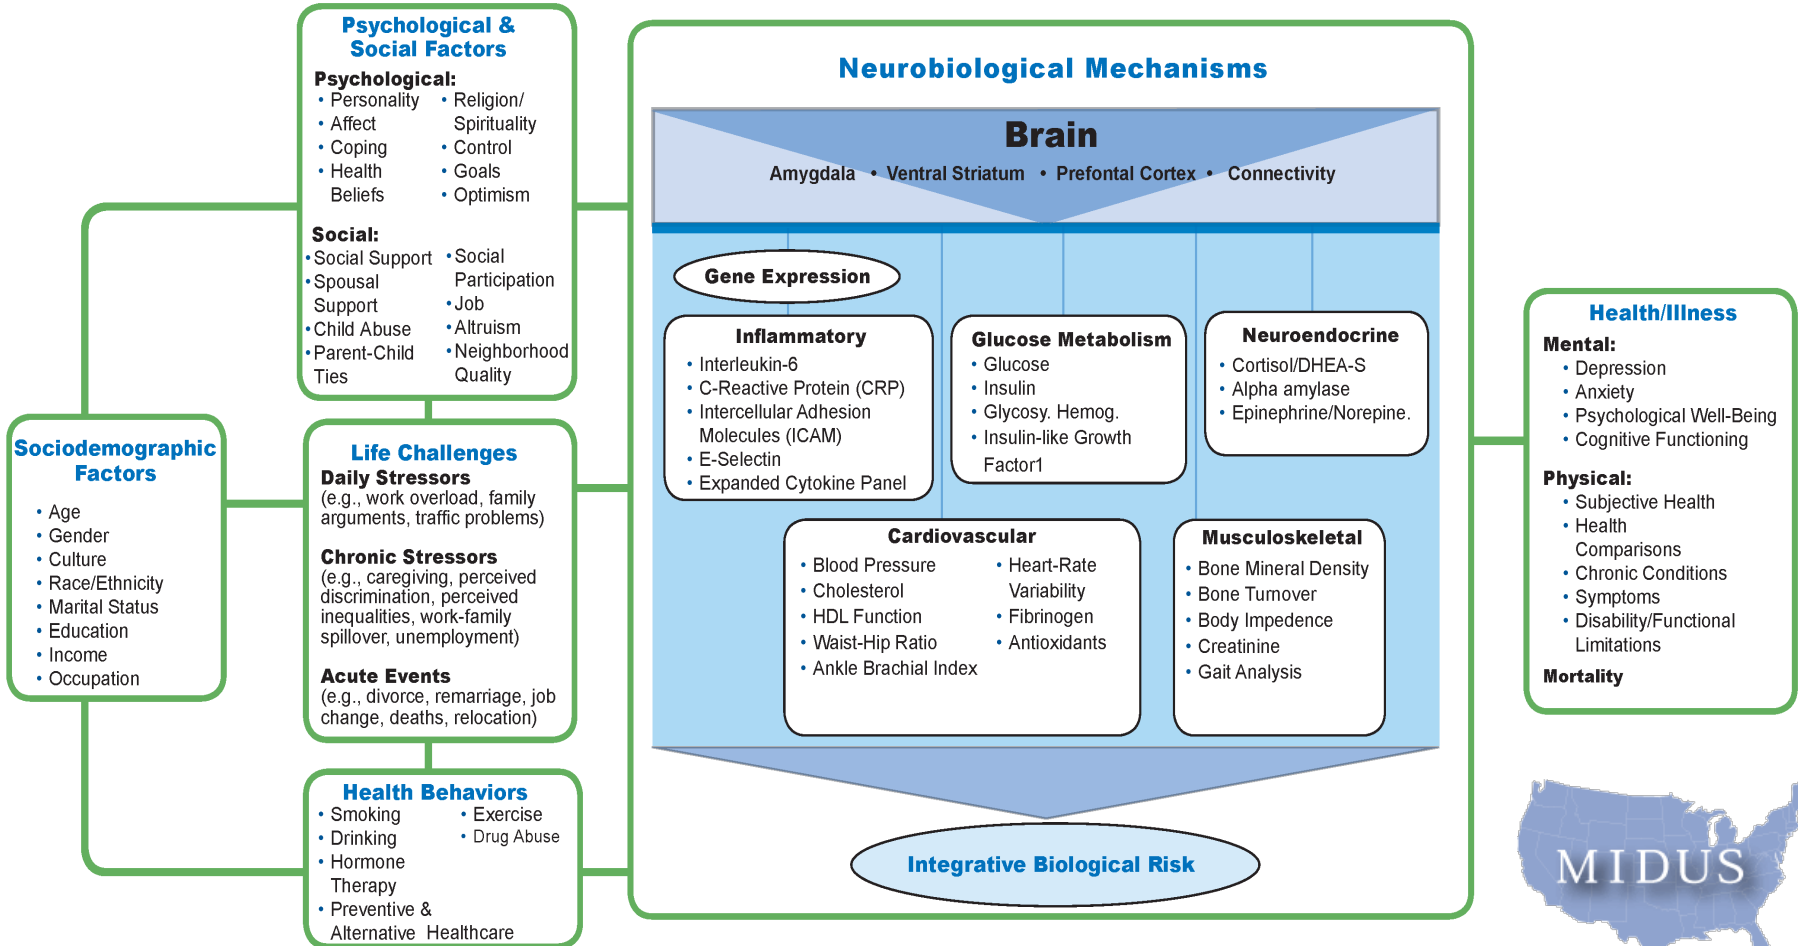 Psychological &
Social Factors
Psychological:
• Personality
• Affect
• Coping
• Health
Beliefs
• Religion/
Spirituality
• Control
• Goals
• Optimism
Social:
• Social Support
• Spousal
Support
• Child Abuse
• Parent-Child
Ties
• Social
Participation
• Job
• Altruism
• Neighborhood
Quality
Sociodemographic
Factors
• Age
• Gender
• Culture
• Race/Ethnicity
• Marital Status
• Education
• Income
• Occupation
Life Challenges
Daily Stressors
(e.g., work overload, family
arguments, traffic problems)
Chronic Stressors
(e.g., caregiving, perceived
discrimination, perceived
inequalities, work-family
spillover, unemployment)
Acute Events
(e.g., divorce, remarriage, job
change, deaths, relocation)
Health Behaviors
• Smoking
• Drinking
• Hormone
Therapy
• Preventive &
Alternative Healthcare
• Exercise
• Drug Abuse
Neurobiological Mechanisms
Brain
Amygdala • Ventral Striatum • Prefontal Cortex • Connectivity
Gene Expression
Inflammatory
• Interleukin-6
• C-Reactive Protein (CRP)
• Intercellular Adhesion
Molecules (ICAM)
• E-Selectin
• Expanded Cytokine Panel
Glucose Metabolism
• Glucose
• Insulin
• Glycosy. Hemog.
• Insulin-like Growth
Factor1
Neuroendocrine
• Cortisol/DHEA-S
• Alpha amylase
• Epinephrine/Norepine.
Cardiovascular
• Blood Pressure
• Cholesterol
• HDL Function
• Waist-Hip Ratio
• Ankle Brachial Index
• Heart-Rate
Variability
• Fibrinogen
• Antioxidants
Musculoskeletal
• Bone Mineral Density
• Bone Turnover
• Body Impedence
• Creatinine
• Gait Analysis
Integrative Biological Risk
Health/Illness
Mental:
• Depression
• Anxiety
• Psychological Well-Being
• Cognitive Functioning
Physical:
• Subjective Health
• Health
Comparisons
• Chronic Conditions
• Symptoms
• Disability/Functional
Limitations
Mortality
MIDUS